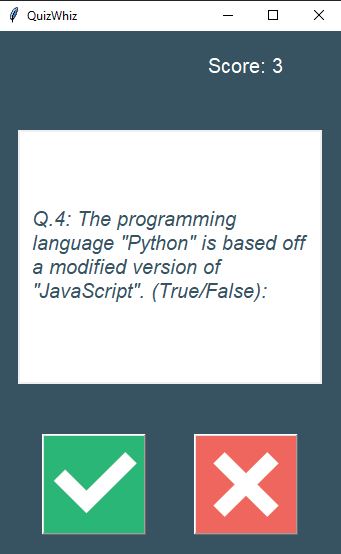 QuizWhiz
Score: 3
Q.4: The programming
language "Python" is based off
a modified version of
"JavaScript". (True/False):